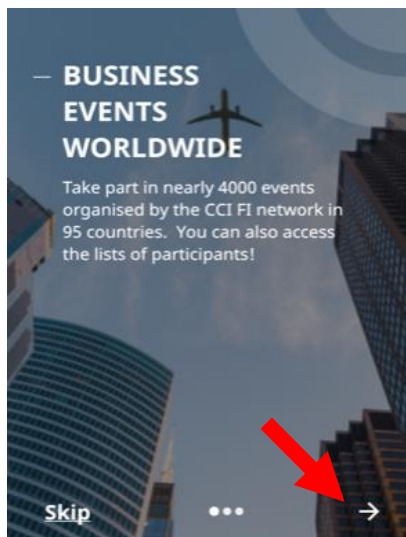 BUSINESS
EVENTS
WORLDWIDE
Take part in nearly 4000 events
organised by the CCI FI network in
95 countries.  You can also access
the lists of participants!
Skip